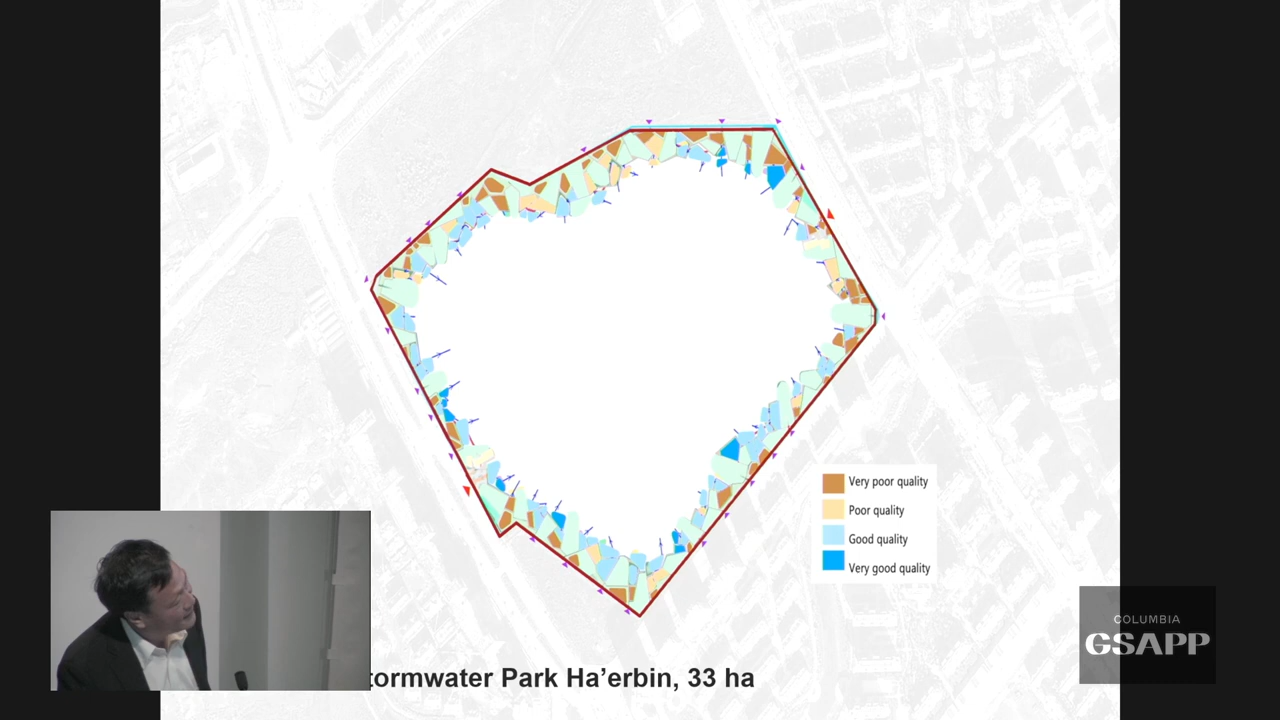 Very poor quality
Poor quality
Good quality
Very good quality
COLUMBIA
GSAPP
tormwater Park Ha’erbin, 33 ha